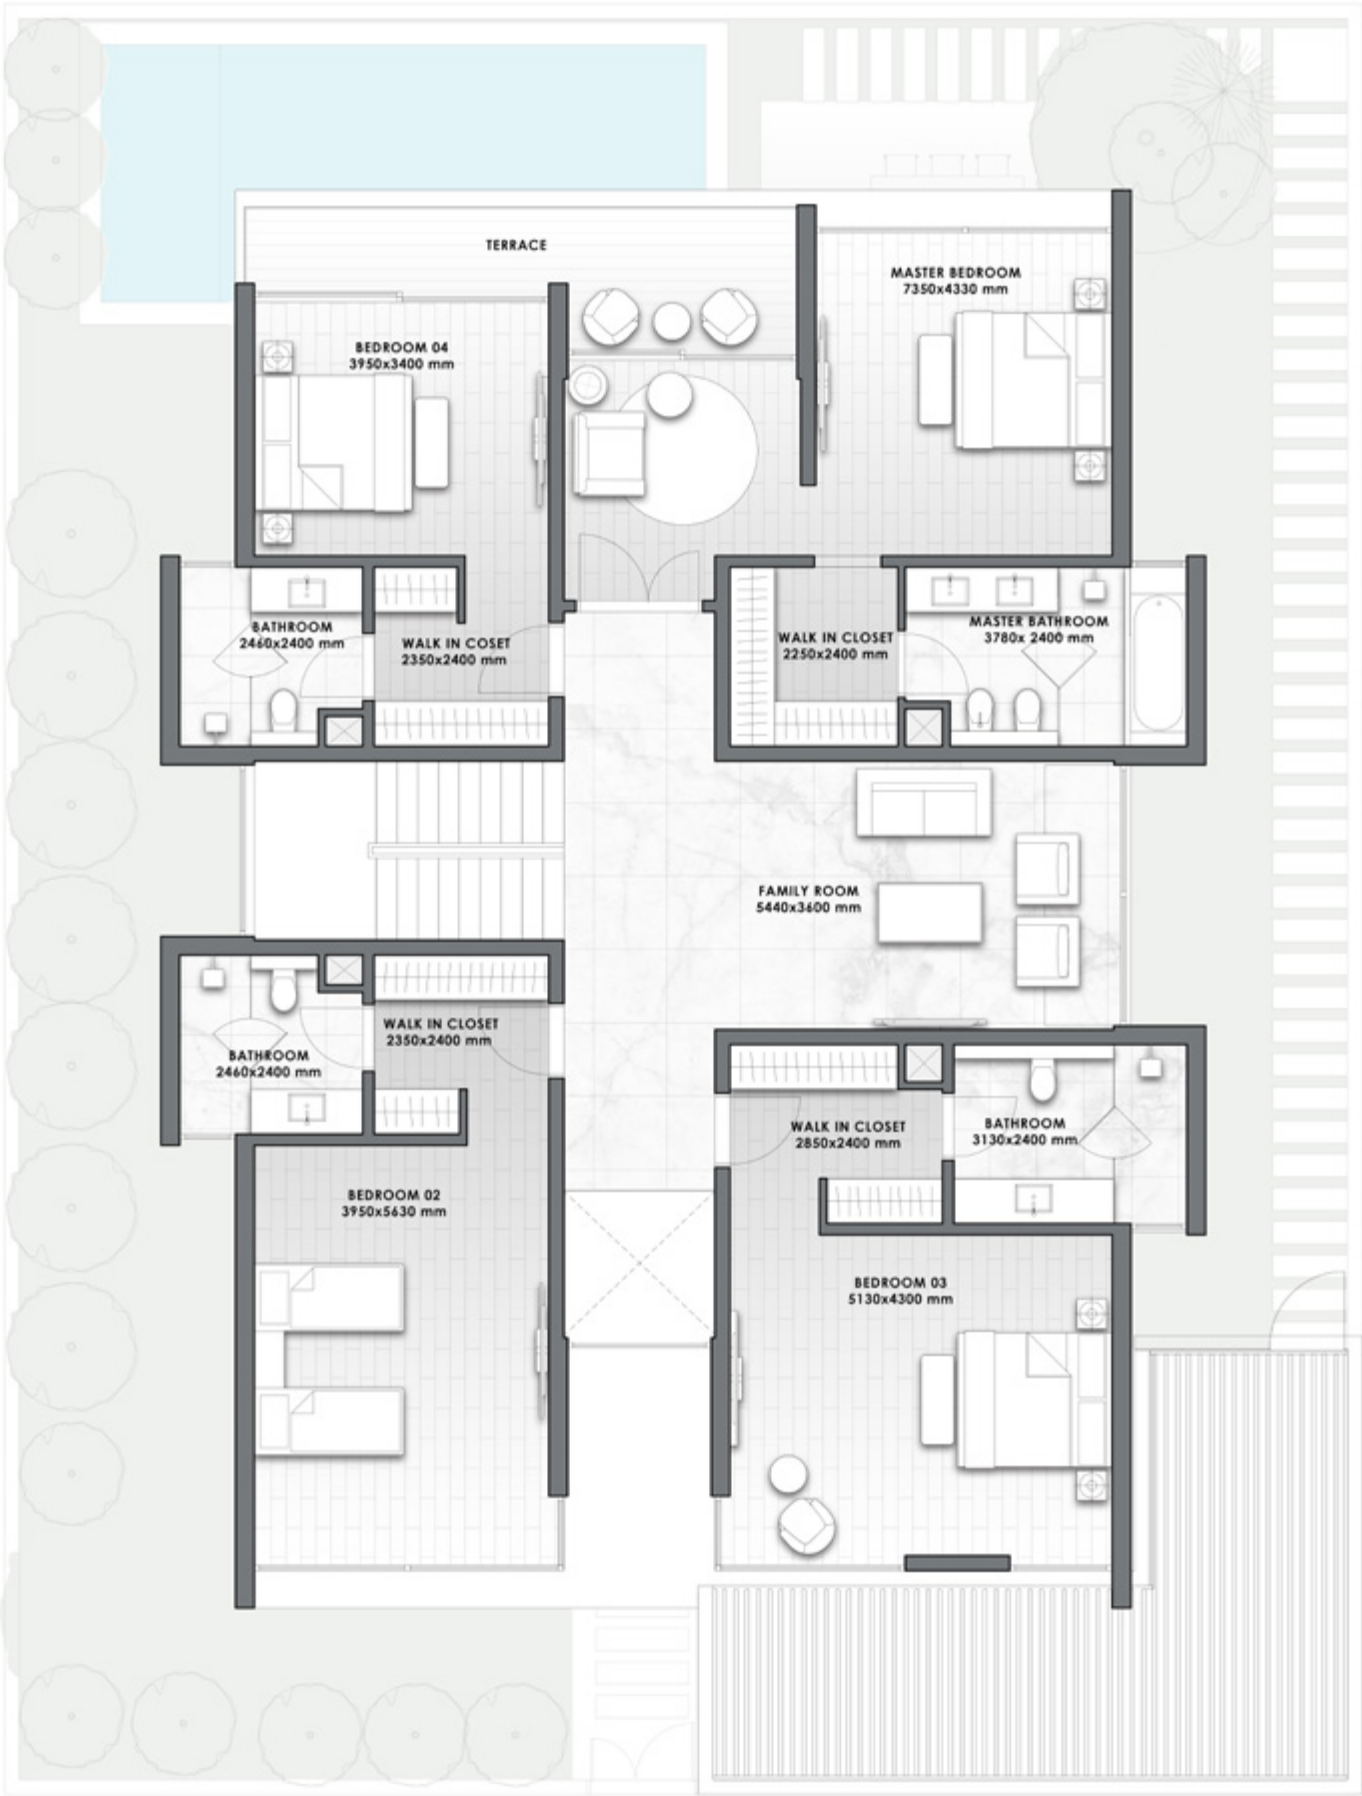 TERRACE
MASTER BEDROOM
7350x4330 mm
BEDROOM 04
3950x3400 mm
BATHROOM
2460x2400 mm
WALK IN COSET
2350x2400 mm
WALK IN CLOSET
2250x2400 mm
MASTER BATHROOM
3780x 2400 mm
FAMILY ROOM
5440x3600 mm
WALK IN CLOSET
2350x2400 mm
BATHROOM
2460x2400 mm
WALK IN CLOSET
2850x2400 mm
BATHROOM
3130x2400 mm
BEDROOM 02
3950x5630 mm
BEDROOM 03
5130x4300 mm